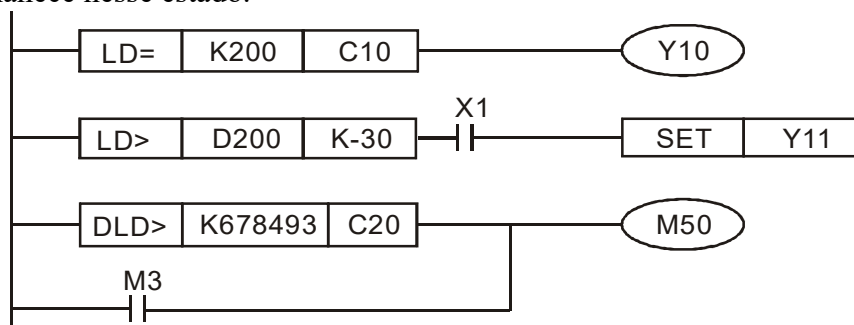 LD= K200 C10 Y10
X1
LD> D200 K-30 SET Y11
DLD> K678493 C20 M50
M3